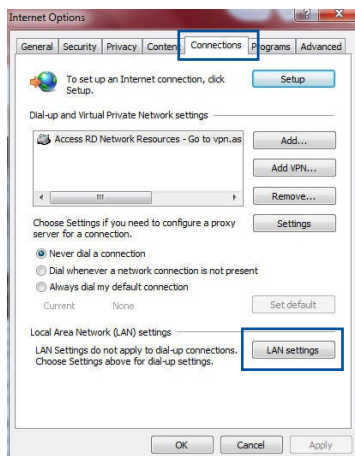 Internet Options
General Security Privacy Content Connections Programs Advanced
To set up an Internet connection, click
Setup.
Setup
Dial-up and Virtual Private Network settings
Access RD Network Resources - Go to vpn.as
Add...
Add VPN...
Remove...
Choose Settings if you need to configure a proxy
server for a connection.
Settings
Never dial a connection
Dial whenever a network connection is not present
Always dial my default connection
Current None
Set default
Local Area Network (LAN) settings
LAN Settings do not apply to dial-up connections.
Choose Settings above for dial-up settings.
LAN settings
OK Cancel Apply